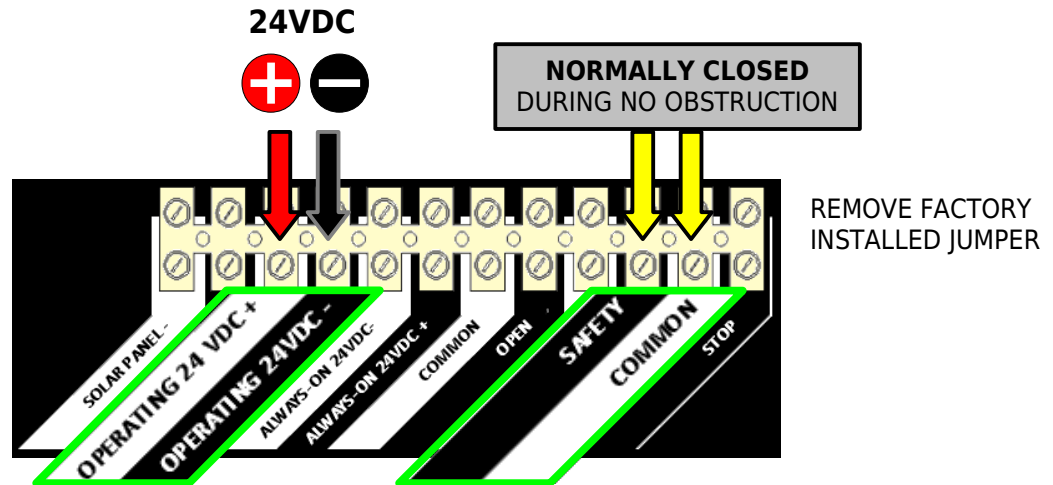 24VDC
NORMALLY CLOSED
DURING NO OBSTRUCTION
REMOVE FACTORY
INSTALLED JUMPER
SOLAR PANEL -
OPERATING 24 VDC +
OPERATING 24VDC -
ALWAYS-ON 24VDC-
ALWAYS-ON 24VDC +
COMMON
OPEN
SAFETY
COMMON
STOP